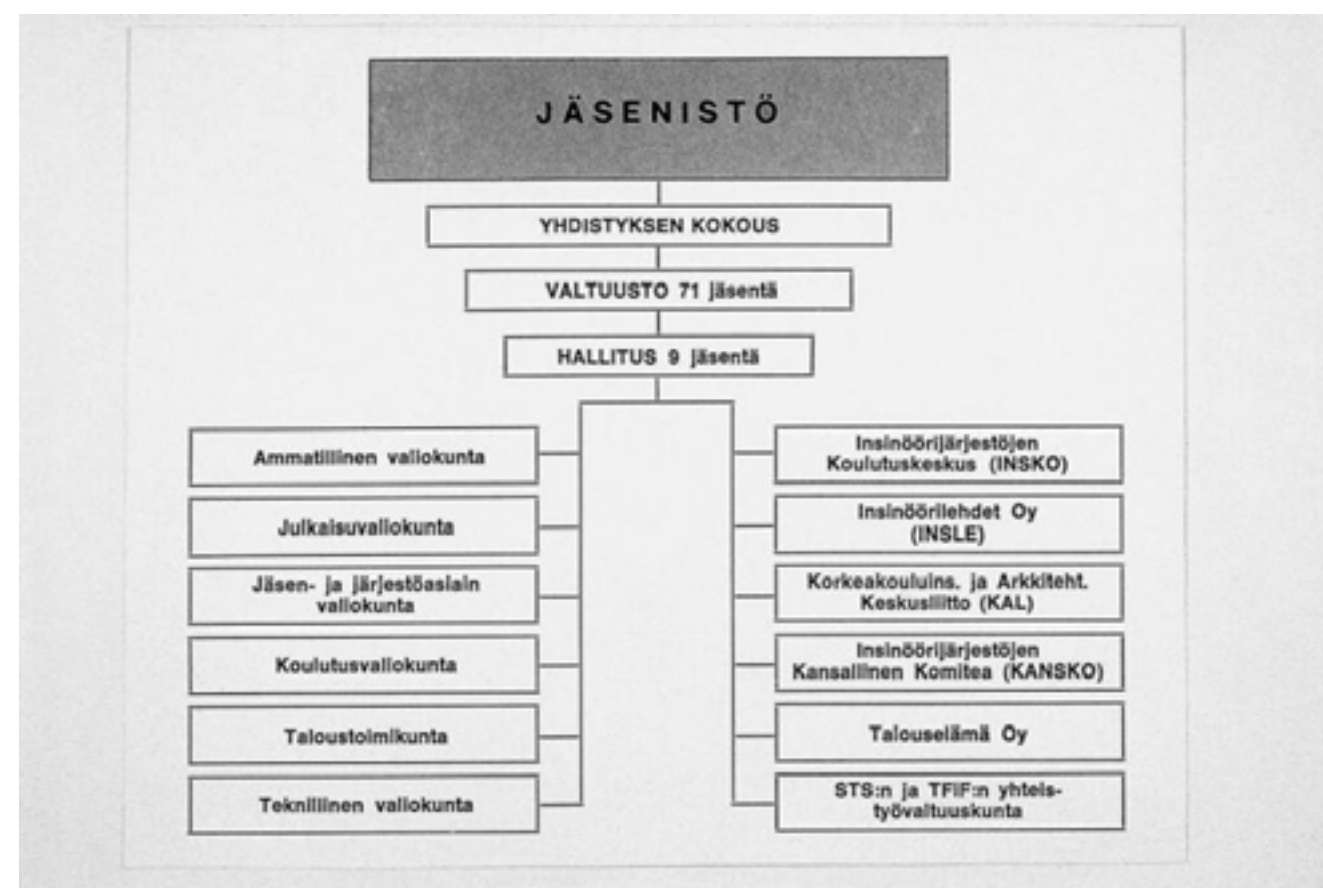 JÄSENISTÖ
YHDISTYKSEN KOKOUS
VALTUUSTO 71 jäsentä
HALLITUS 9 jäsentä
Ammatillinen valiokunta
Julkaisuvaliokunta
Jäsen- ja järjestöasiain
valiokunta
Koulutusvaliokunta
Taloustoimikunta
Teknillinen valiokunta
Insinöörijärjestöjen
Koulutuskeskus (INSKO)
Insinöörilehdet Oy
(INSLE)
Korkeakouluins. ja Arkkiteht.
Keskusliitto (KAL)
Insinöörijärjestöjen
Kansallinen Komitea (KANSKO)
Talouselämä Oy
STS:n ja TFIF:n yhteis-
työvaltuuskunta